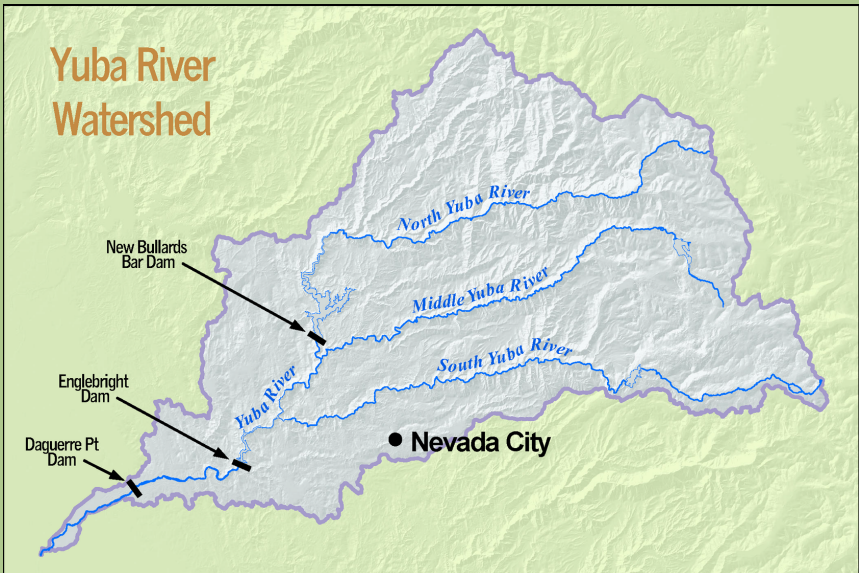 Yuba River
Watershed
North Yuba River
New Bullards
Bar Dam
Middle Yuba River
South Yuba River
Englebright
Dam
Yuba River
Nevada City
Daguerre Pt
Dam